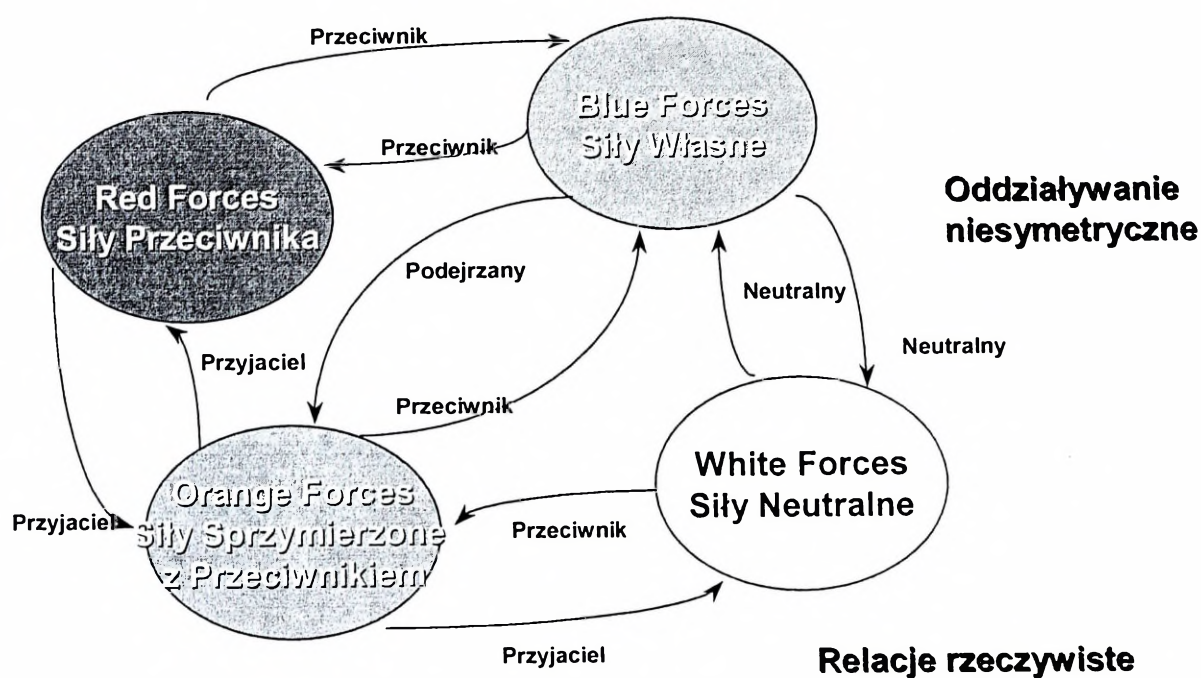 Przeciwnik
Blue Forces
Siły Własne
Przeciwnik
Red Forces
Siły Przeciwnika
Oddziaływanie
niesymetryczne
Podejrzany
Neutralny
Neutralny
Przyjaciel
Przeciwnik
White Forces
Siły Neutralne
Orange Forces
Siły Sprzymierzone
z Przeciwnikiem
Przyjaciel
Przeciwnik
Przyjaciel
Relacje rzeczywiste